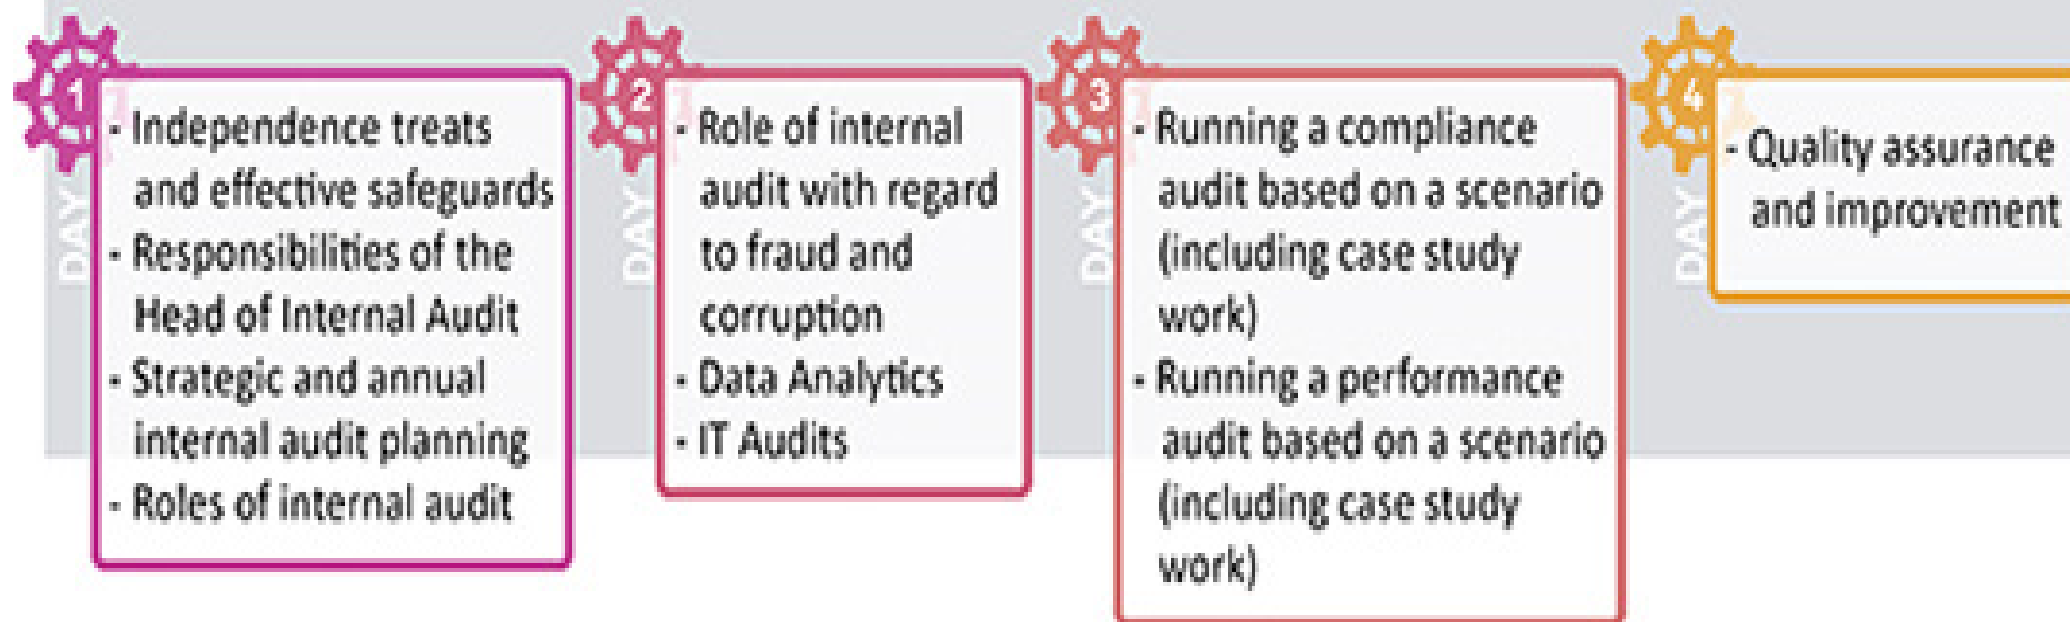 1
DAY
- Independence treats
and effective safeguards
- Responsibilities of the
Head of Internal Audit
- Strategic and annual
internal audit planning
- Roles of internal audit
2
DAY
- Role of internal
audit with regard
to fraud and
corruption
- Data Analytics
- IT Audits
3
DAY
- Running a compliance
audit based on a scenario
(including case study
work)
- Running a performance
audit based on a scenario
(including case study
work)
4
DAY
- Quality assurance
and improvement